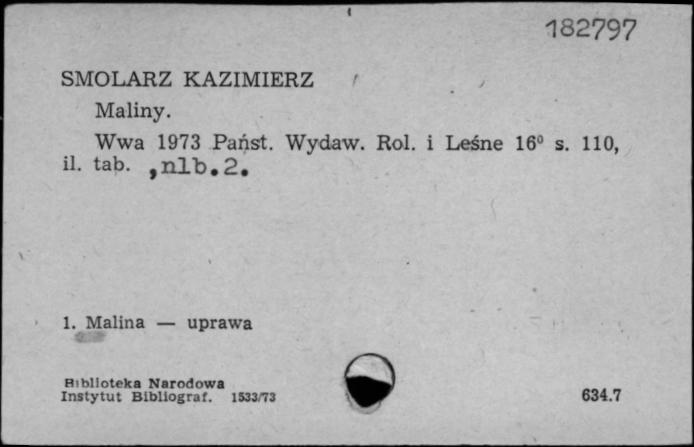 182797
SMOLARZ KAZIMIERZ
Maliny.
Wwa 1973 Państ. Wydaw. Rol. i Leśne 16⁰ s. 110,
il. tab. ,nlb.2.
1. Malina — uprawa
Biblioteka Narodowa
Instytut Bibliograf. 1533/73
634.7